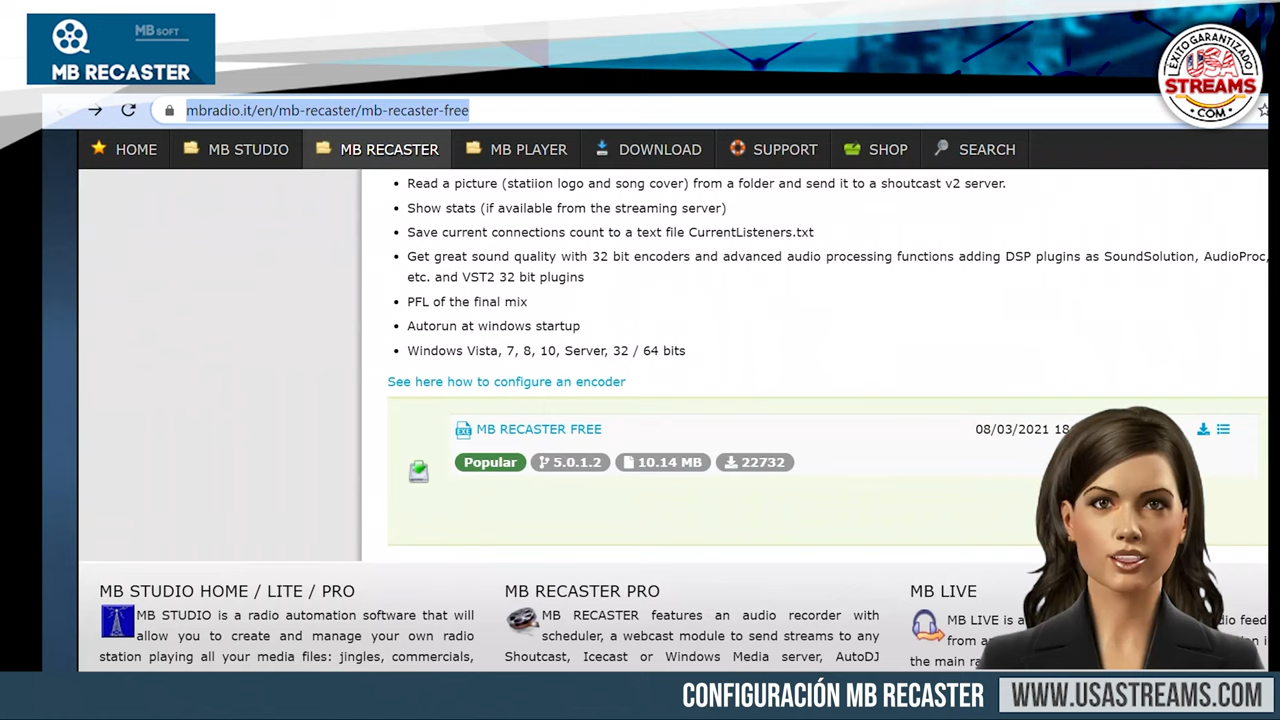 MB SOFT
MB RECASTER
ÉXITO GARANTIZADO
USA
STREAMS
.COM
mbradio.it/en/mb-recaster/mb-recaster-free
HOME MB STUDIO MB RECASTER MB PLAYER DOWNLOAD SUPPORT SHOP SEARCH
Read a picture (statiion logo and song cover) from a folder and send it to a shoutcast v2 server.
Show stats (if available from the streaming server)
Save current connections count to a text file CurrentListeners.txt
Get great sound quality with 32 bit encoders and advanced audio processing functions adding DSP plugins as SoundSolution, AudioProc,
etc. and VST2 32 bit plugins
PFL of the final mix
Autorun at windows startup
Windows Vista, 7, 8, 10, Server, 32 / 64 bits
See here how to configure an encoder
EXE MB RECASTER FREE 08/03/2021
Popular 5.0.1.2 10.14 MB 22732
MB STUDIO HOME / LITE / PRO
MB STUDIO is a radio automation software that will
allow you to create and manage your own radio
station playing all your media files: jingles, commercials,
MB RECASTER PRO
MB RECASTER features an audio recorder with
scheduler, a webcast module to send streams to any
Shoutcast, Icecast or Windows Media server, AutoDJ
MB LIVE
MB LIVE is feed
from
the main
CONFIGURACIÓN MB RECASTER WWW.USASTREAMS.COM